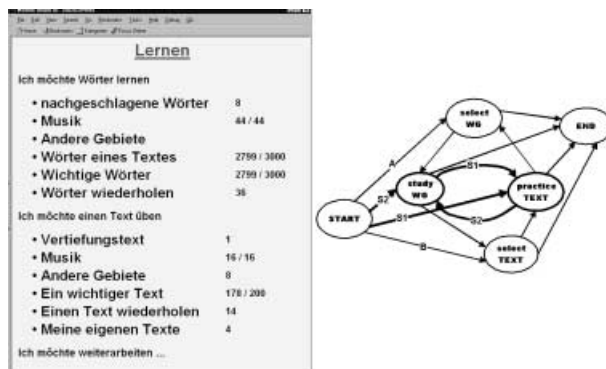 Lernen
Ich möchte Wörter lernen
• nachgeschlagene Wörter 8
• Musik 44 / 44
• Andere Gebiete
• Wörter eines Textes 2799 / 3000
• Wichtige Wörter 2799 / 3000
• Wörter wiederholen 36
Ich möchte einen Text üben
• Vertiefungstext 1
• Musik 16 / 16
• Andere Gebiete 8
• Ein wichtiger Text 178 / 200
• Einen Text wiederholen 14
• Meine eigenen Texte 4
Ich möchte weiterarbeiten ...
select
WG
END
A
S1
study
WG
S2
practice
TEXT
S1
S2
START
B
select
TEXT